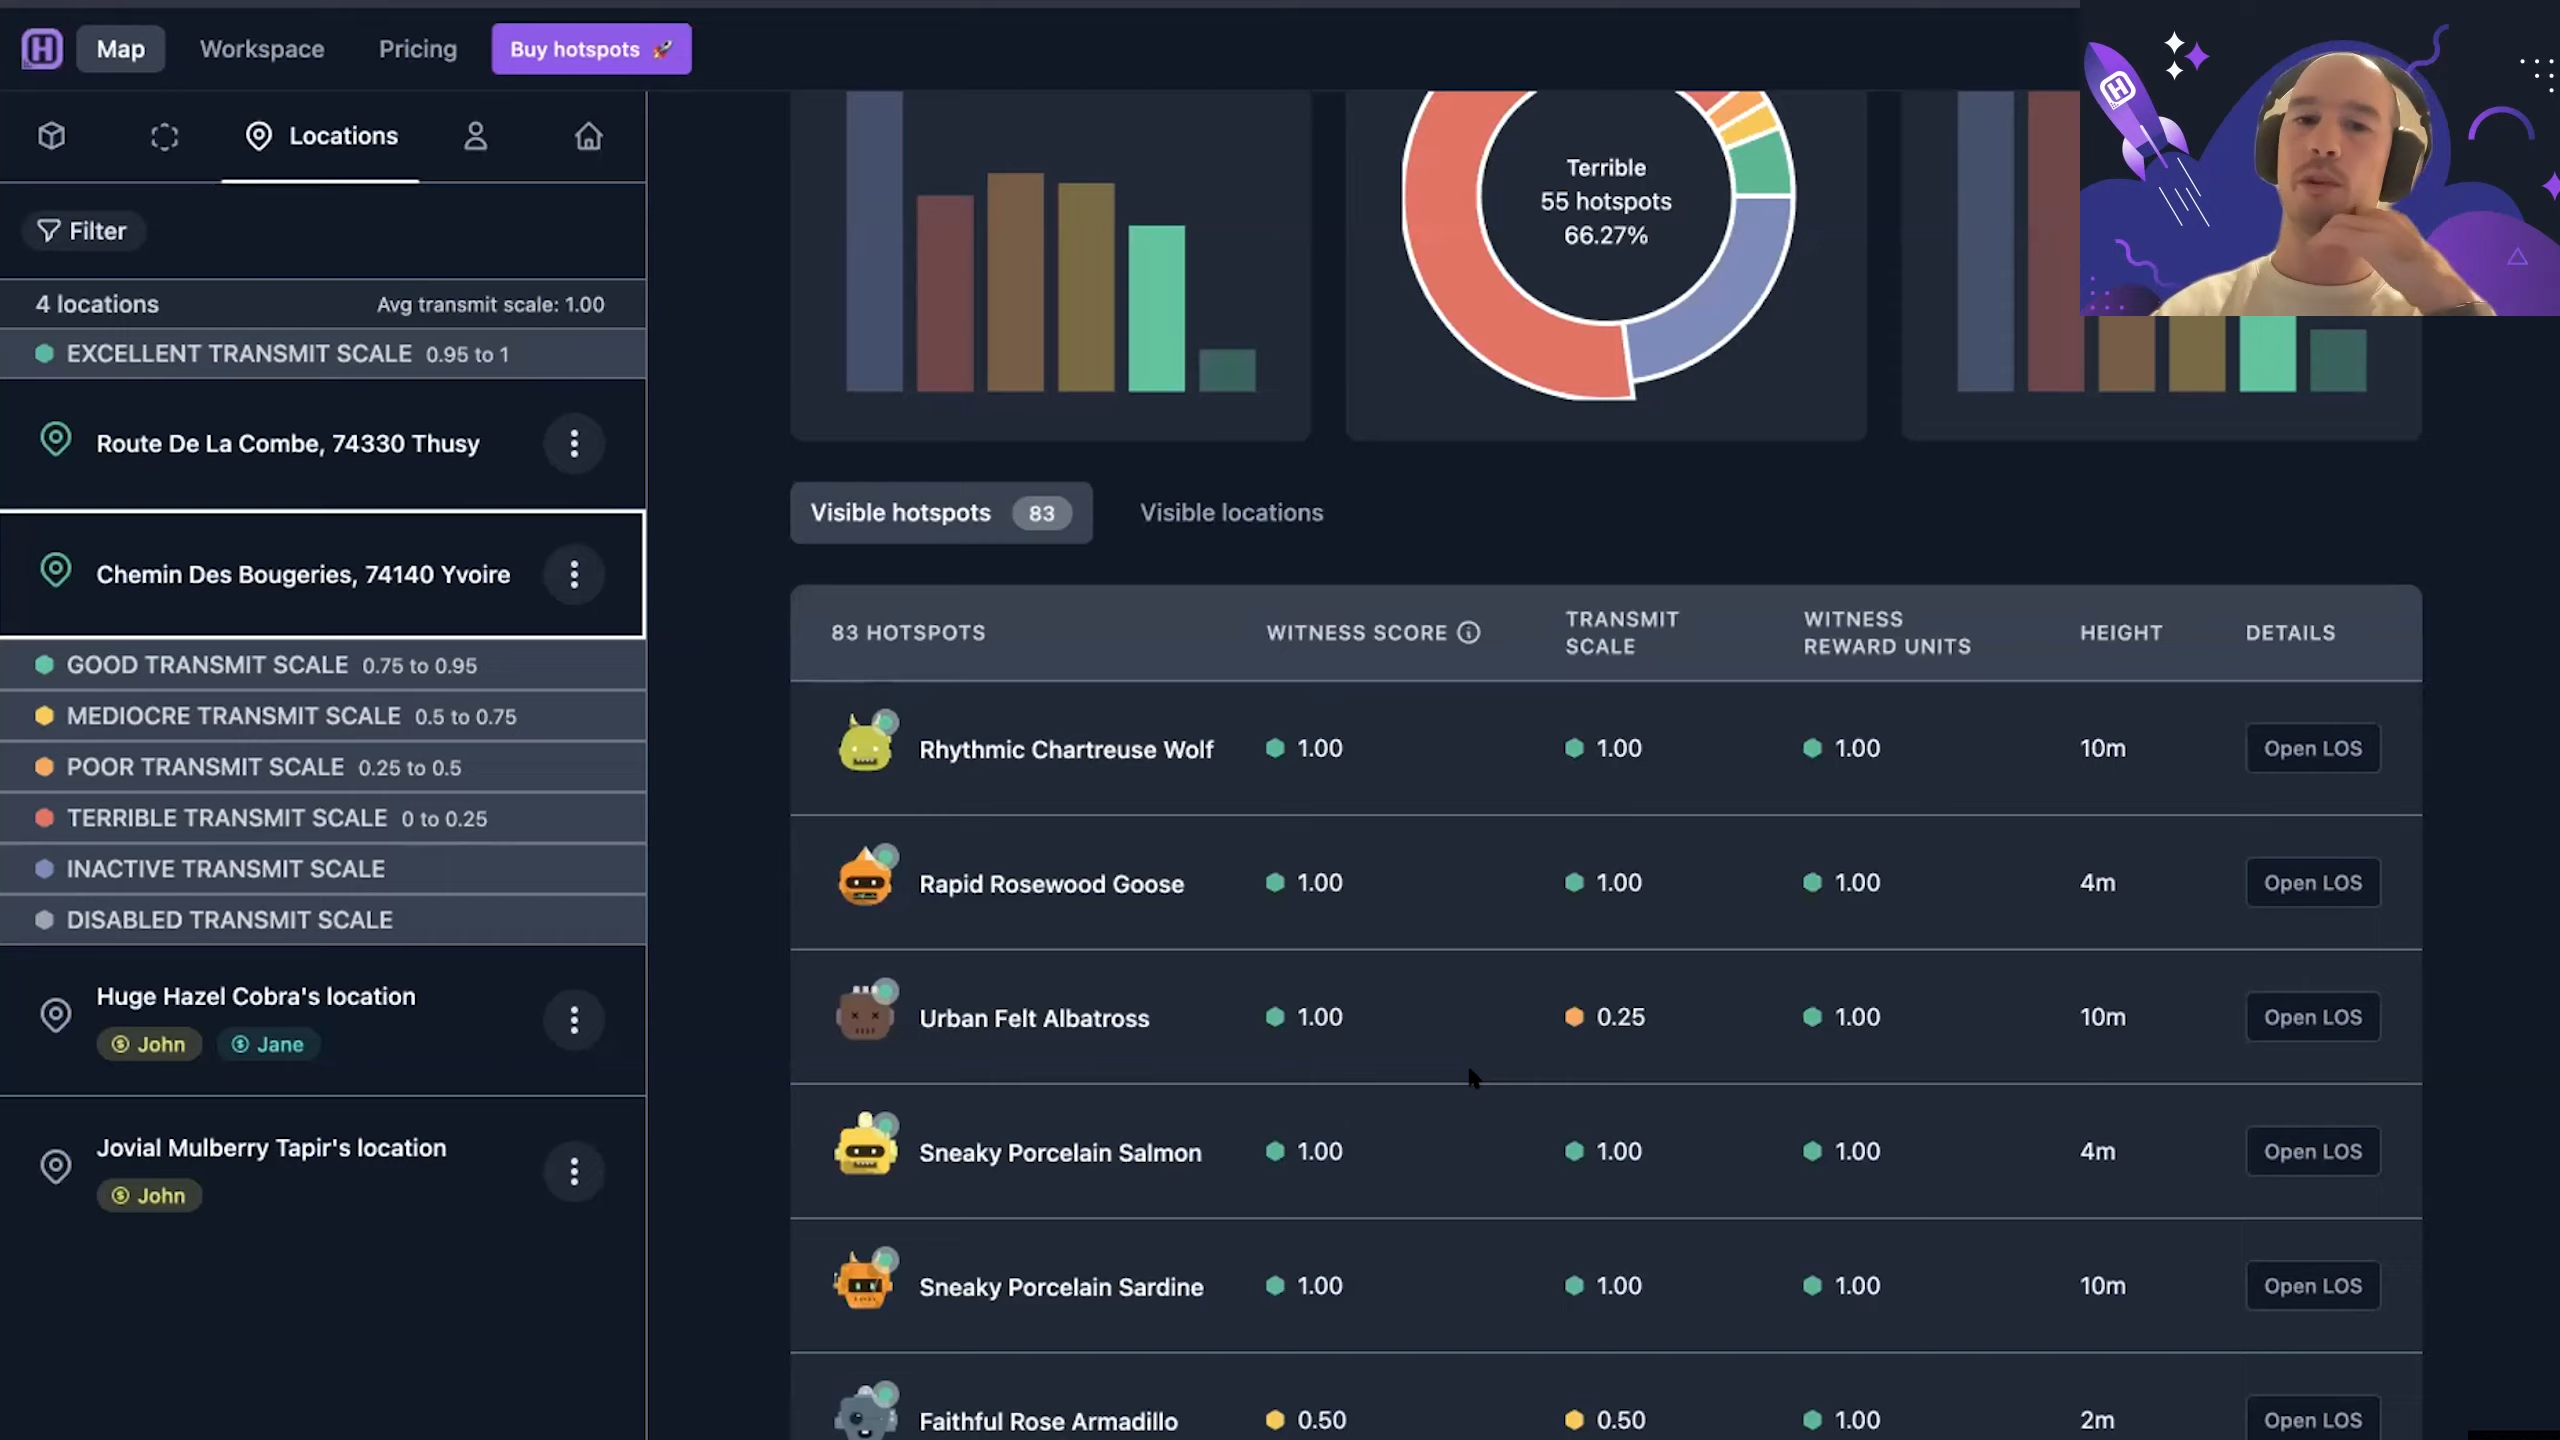 Map
Workspace
Pricing
Buy hotspots
Locations
Filter
4 locations
Avg transmit scale: 1.00
EXCELLENT TRANSMIT SCALE 0.95 to 1
Route De La Combe, 74330 Thusy
Chemin Des Bougeries, 74140 Yvoire
GOOD TRANSMIT SCALE 0.75 to 0.95
MEDIOCRE TRANSMIT SCALE 0.5 to 0.75
POOR TRANSMIT SCALE 0.25 to 0.5
TERRIBLE TRANSMIT SCALE 0 to 0.25
INACTIVE TRANSMIT SCALE
DISABLED TRANSMIT SCALE
Huge Hazel Cobra's location
John
Jane
Jovial Mulberry Tapir's location
John
Terrible
55 hotspots
66.27%
Visible hotspots 83
Visible locations
83 HOTSPOTS
WITNESS SCORE
TRANSMIT
SCALE
WITNESS
REWARD UNITS
HEIGHT
DETAILS
Rhythmic Chartreuse Wolf 1.00 1.00 1.00 10m Open LOS
Rapid Rosewood Goose 1.00 1.00 1.00 4m Open LOS
Urban Felt Albatross 1.00 0.25 1.00 10m Open LOS
Sneaky Porcelain Salmon 1.00 1.00 1.00 4m Open LOS
Sneaky Porcelain Sardine 1.00 1.00 1.00 10m Open LOS
Faithful Rose Armadillo 0.50 0.50 1.00 2m Open LOS